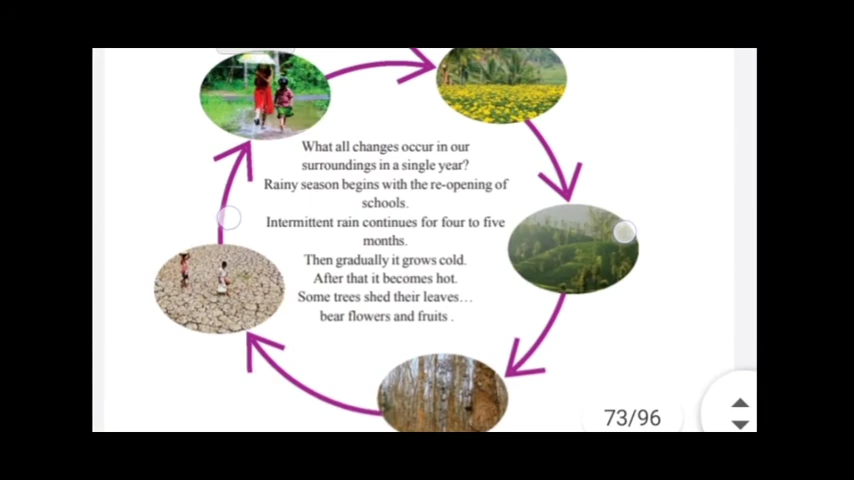 What all changes occur in our
surroundings in a single year?
Rainy season begins with the re-opening of
schools.
Intermittent rain continues for four to five
months.
Then gradually it grows cold.
After that it becomes hot.
Some trees shed their leaves…
bear flowers and fruits .
73/96